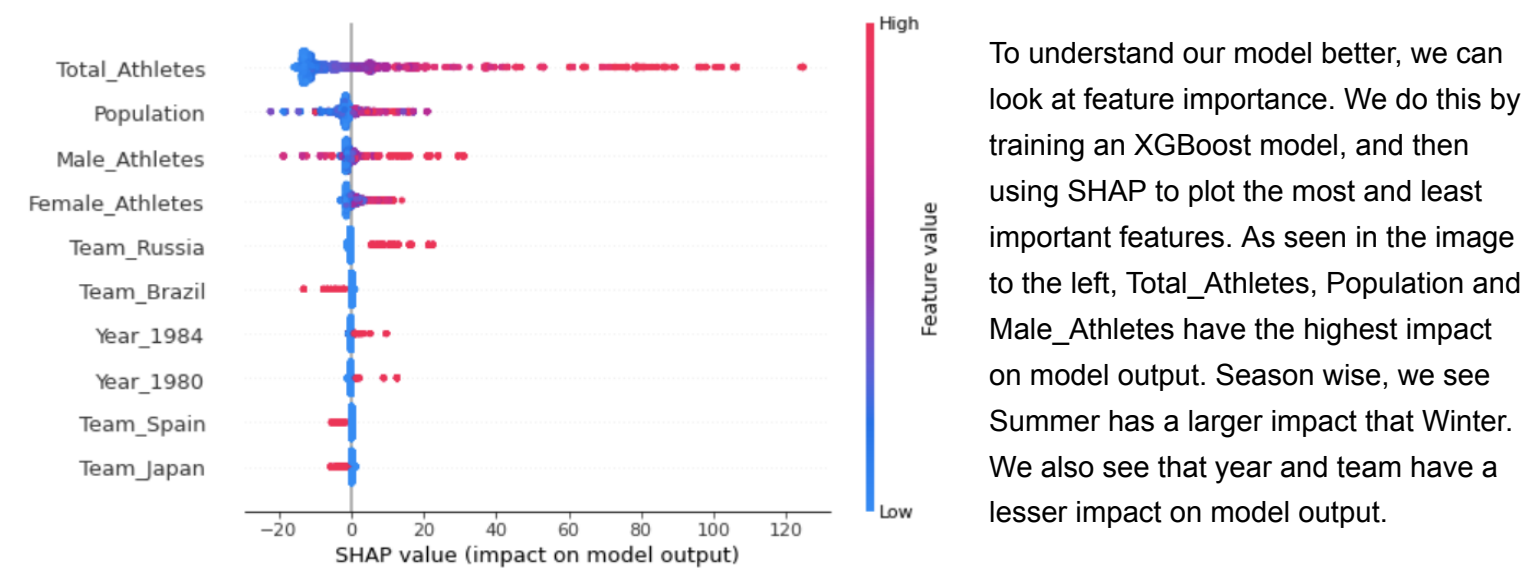 Total_Athletes
Population
Male_Athletes
Female_Athletes
Team_Russia
Team_Brazil
Year_1984
Year_1980
Team_Spain
Team_Japan
−20 0 20 40 60 80 100 120
SHAP value (impact on model output)
High
Feature value
Low
To understand our model better, we can
look at feature importance. We do this by
training an XGBoost model, and then
using SHAP to plot the most and least
important features. As seen in the image
to the left, Total_Athletes, Population and
Male_Athletes have the highest impact
on model output. Season wise, we see
Summer has a larger impact that Winter.
We also see that year and team have a
lesser impact on model output.